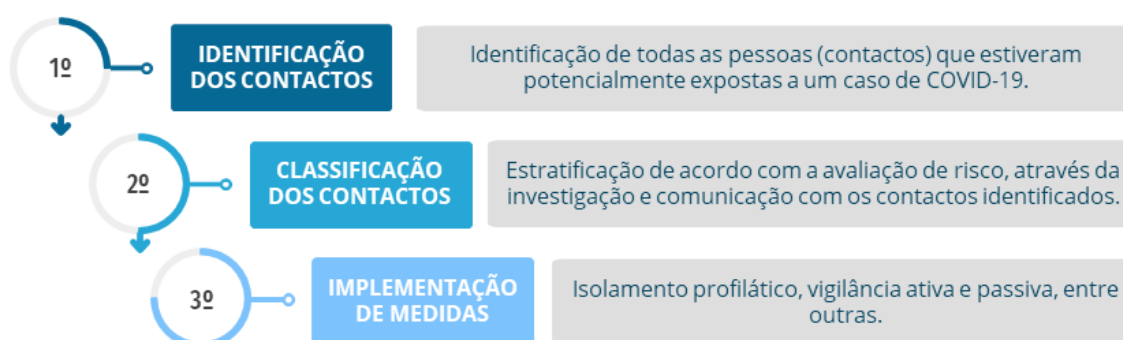 1º
IDENTIFICAÇÃO
DOS CONTACTOS
Identificação de todas as pessoas (contactos) que estiveram
potencialmente expostas a um caso de COVID-19.
2º
CLASSIFICAÇÃO
DOS CONTACTOS
Estratificação de acordo com a avaliação de risco, através da
investigação e comunicação com os contactos identificados.
3º
IMPLEMENTAÇÃO
DE MEDIDAS
Isolamento profilático, vigilância ativa e passiva, entre
outras.